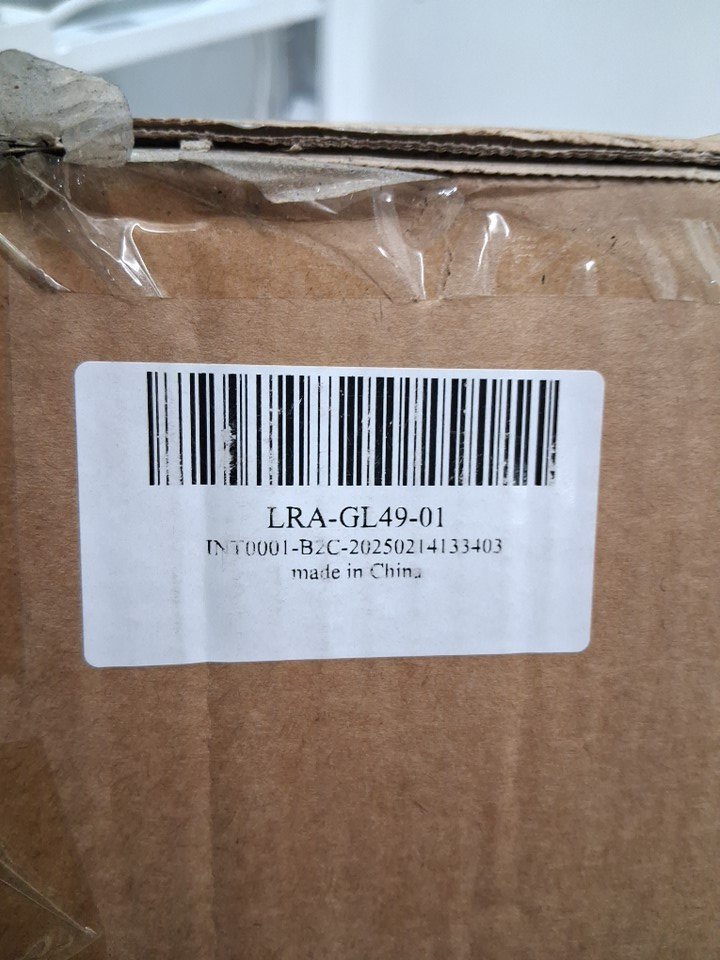 LRA-GL49-01
INT0001-B2C-20250214133403
made in China